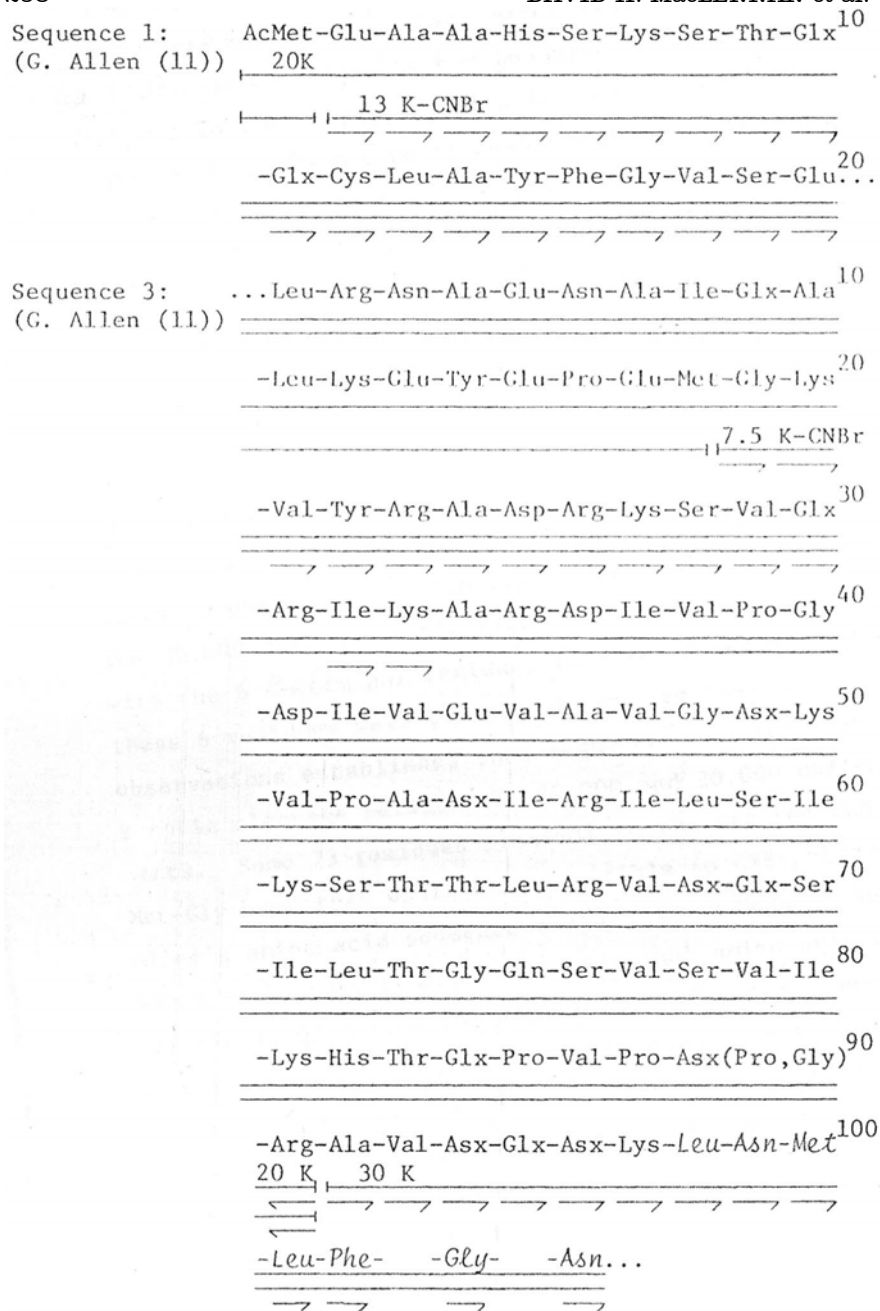 DAVID H. MacLENNAN et al.
Sequence 1: AcMet-Glu-Ala-Ala-His-Ser-Lys-Ser-Thr-Glx10
(G. Allen (11)) 20K
13 K-CNBr
-Glx-Cys-Leu-Ala-Tyr-Phe-Gly-Val-Ser-Glu20...
Sequence 3: ...Leu-Arg-Asn-Ala-Glu-Asn-Ala-Ile-Glx-Ala10
(G. Allen (11))
-Leu-Lys-Glu-Tyr-Glu-Pro-Glu-Met-Gly-Lys20
7.5 K-CNBr
-Val-Tyr-Arg-Ala-Asp-Arg-Lys-Ser-Val-Glx30
-Arg-Ile-Lys-Ala-Arg-Asp-Ile-Val-Pro-Gly40
-Asp-Ile-Val-Glu-Val-Ala-Val-Gly-Asx-Lys50
-Val-Pro-Ala-Asx-Ile-Arg-Ile-Leu-Ser-Ile60
-Lys-Ser-Thr-Thr-Leu-Arg-Val-Asx-Glx-Ser70
-Ile-Leu-Thr-Gly-Gln-Ser-Val-Ser-Val-Ile80
-Lys-His-Thr-Glx-Pro-Val-Pro-Asx(Pro,Gly)90
-Arg-Ala-Val-Asx-Glx-Asx-Lys-Leu-Asn-Met100
20 K 30 K
-Leu-Phe- -Gly- -Asn...